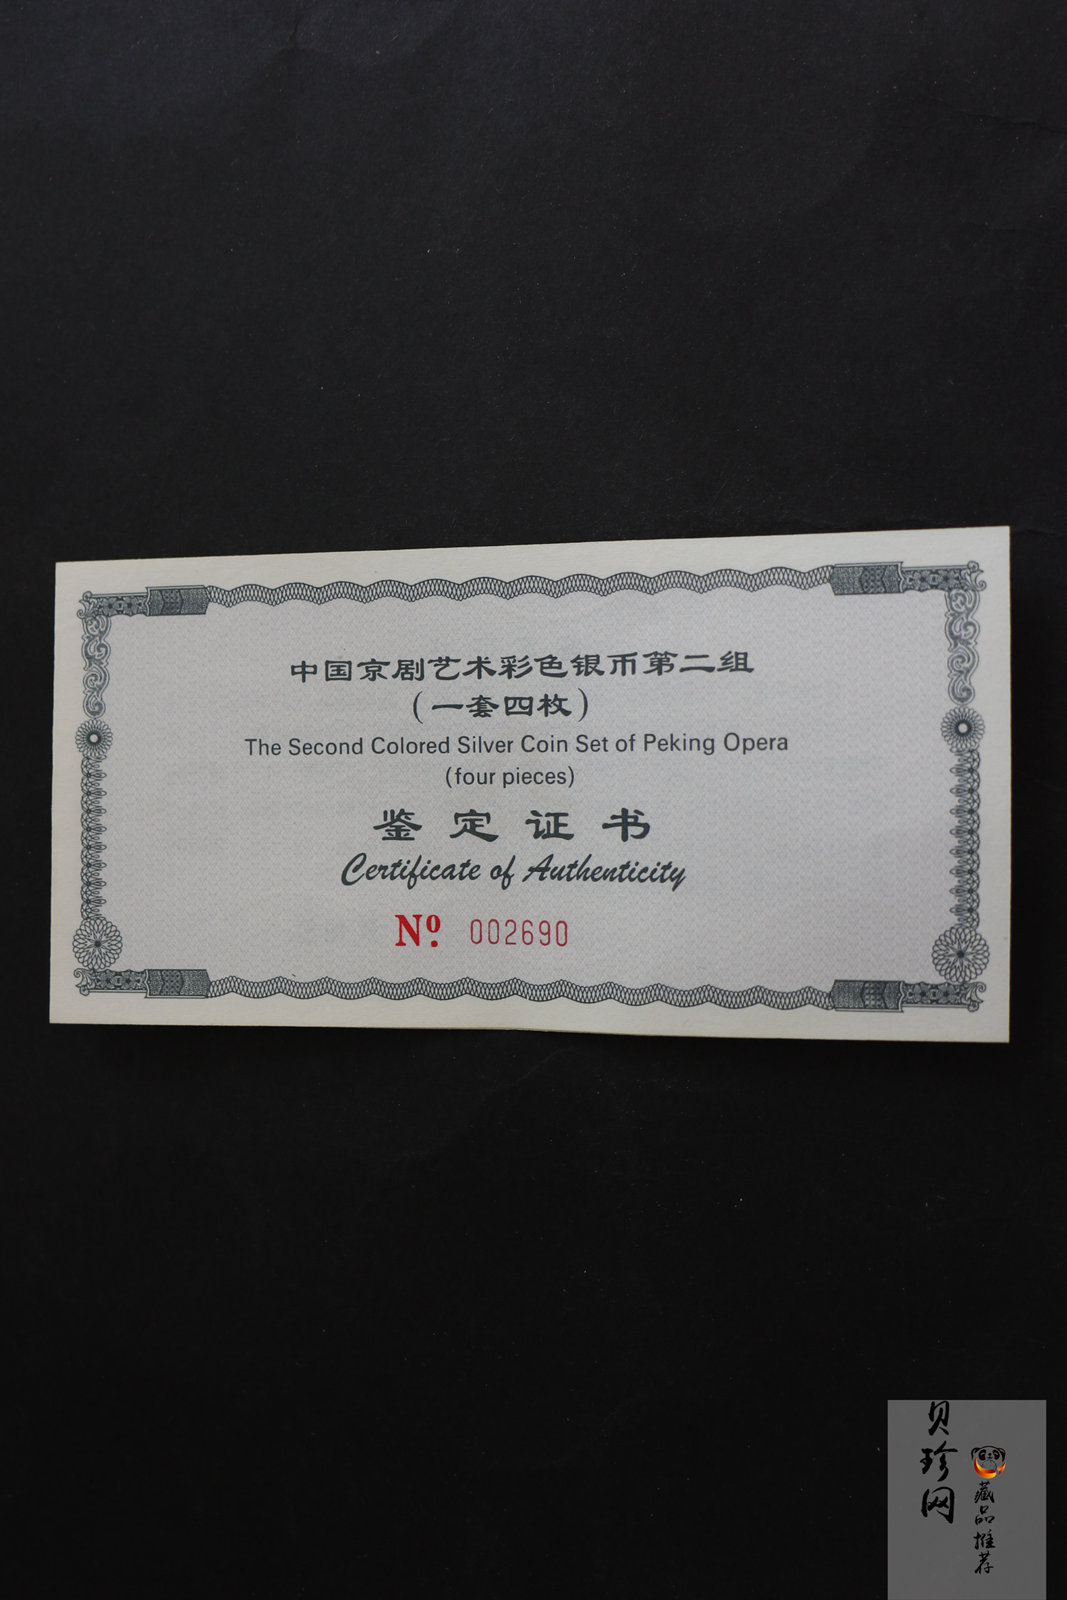 中国京剧艺术彩色银币第二组
(一套四枚)
The Second Colored Silver Coin Set of Peking Opera
(four pieces)
鉴定证书
Certificate of Authenticity
Nº. 002690
贝珍网
藏品推荐